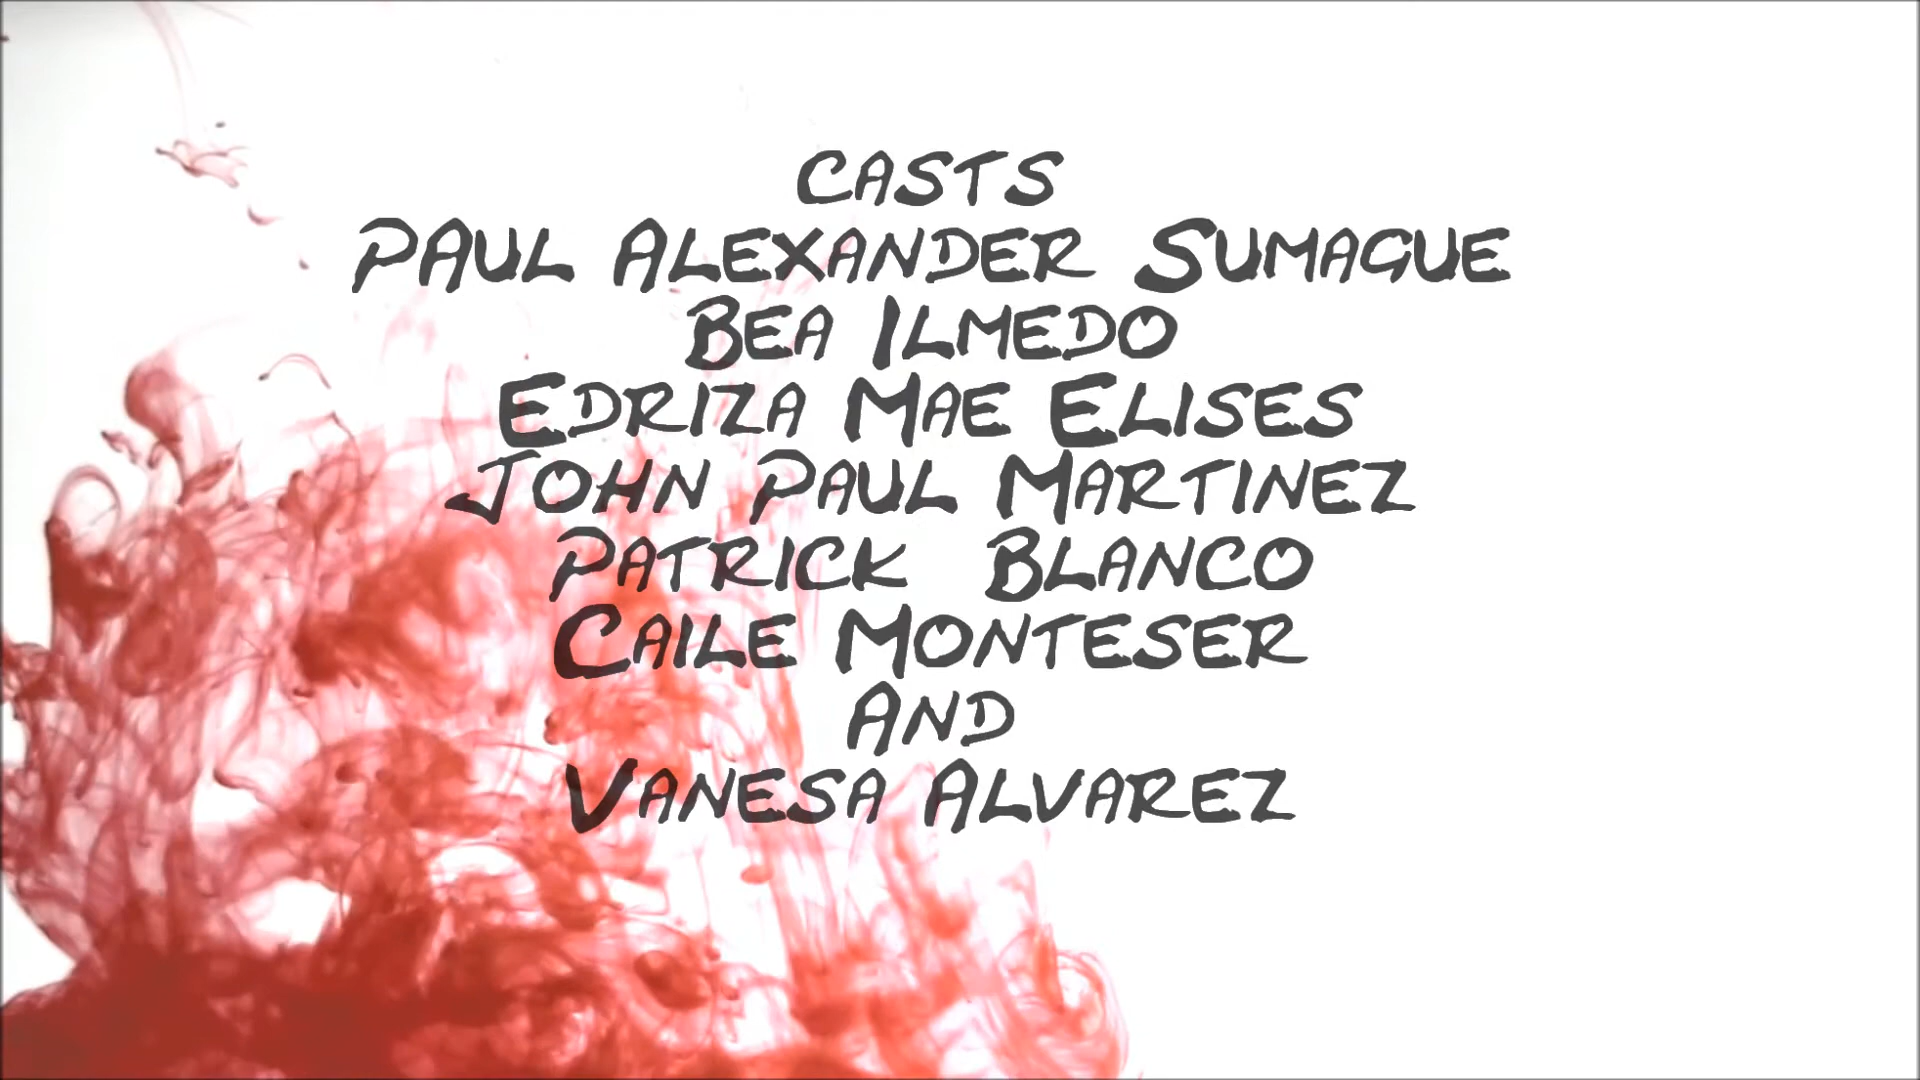 Casts
Paul Alexander Sumague
Bea Ilmedo
Edriza Mae Elises
John Paul Martinez
Patrick Blanco
Caile Monteser
And
Vanesa Alvarez